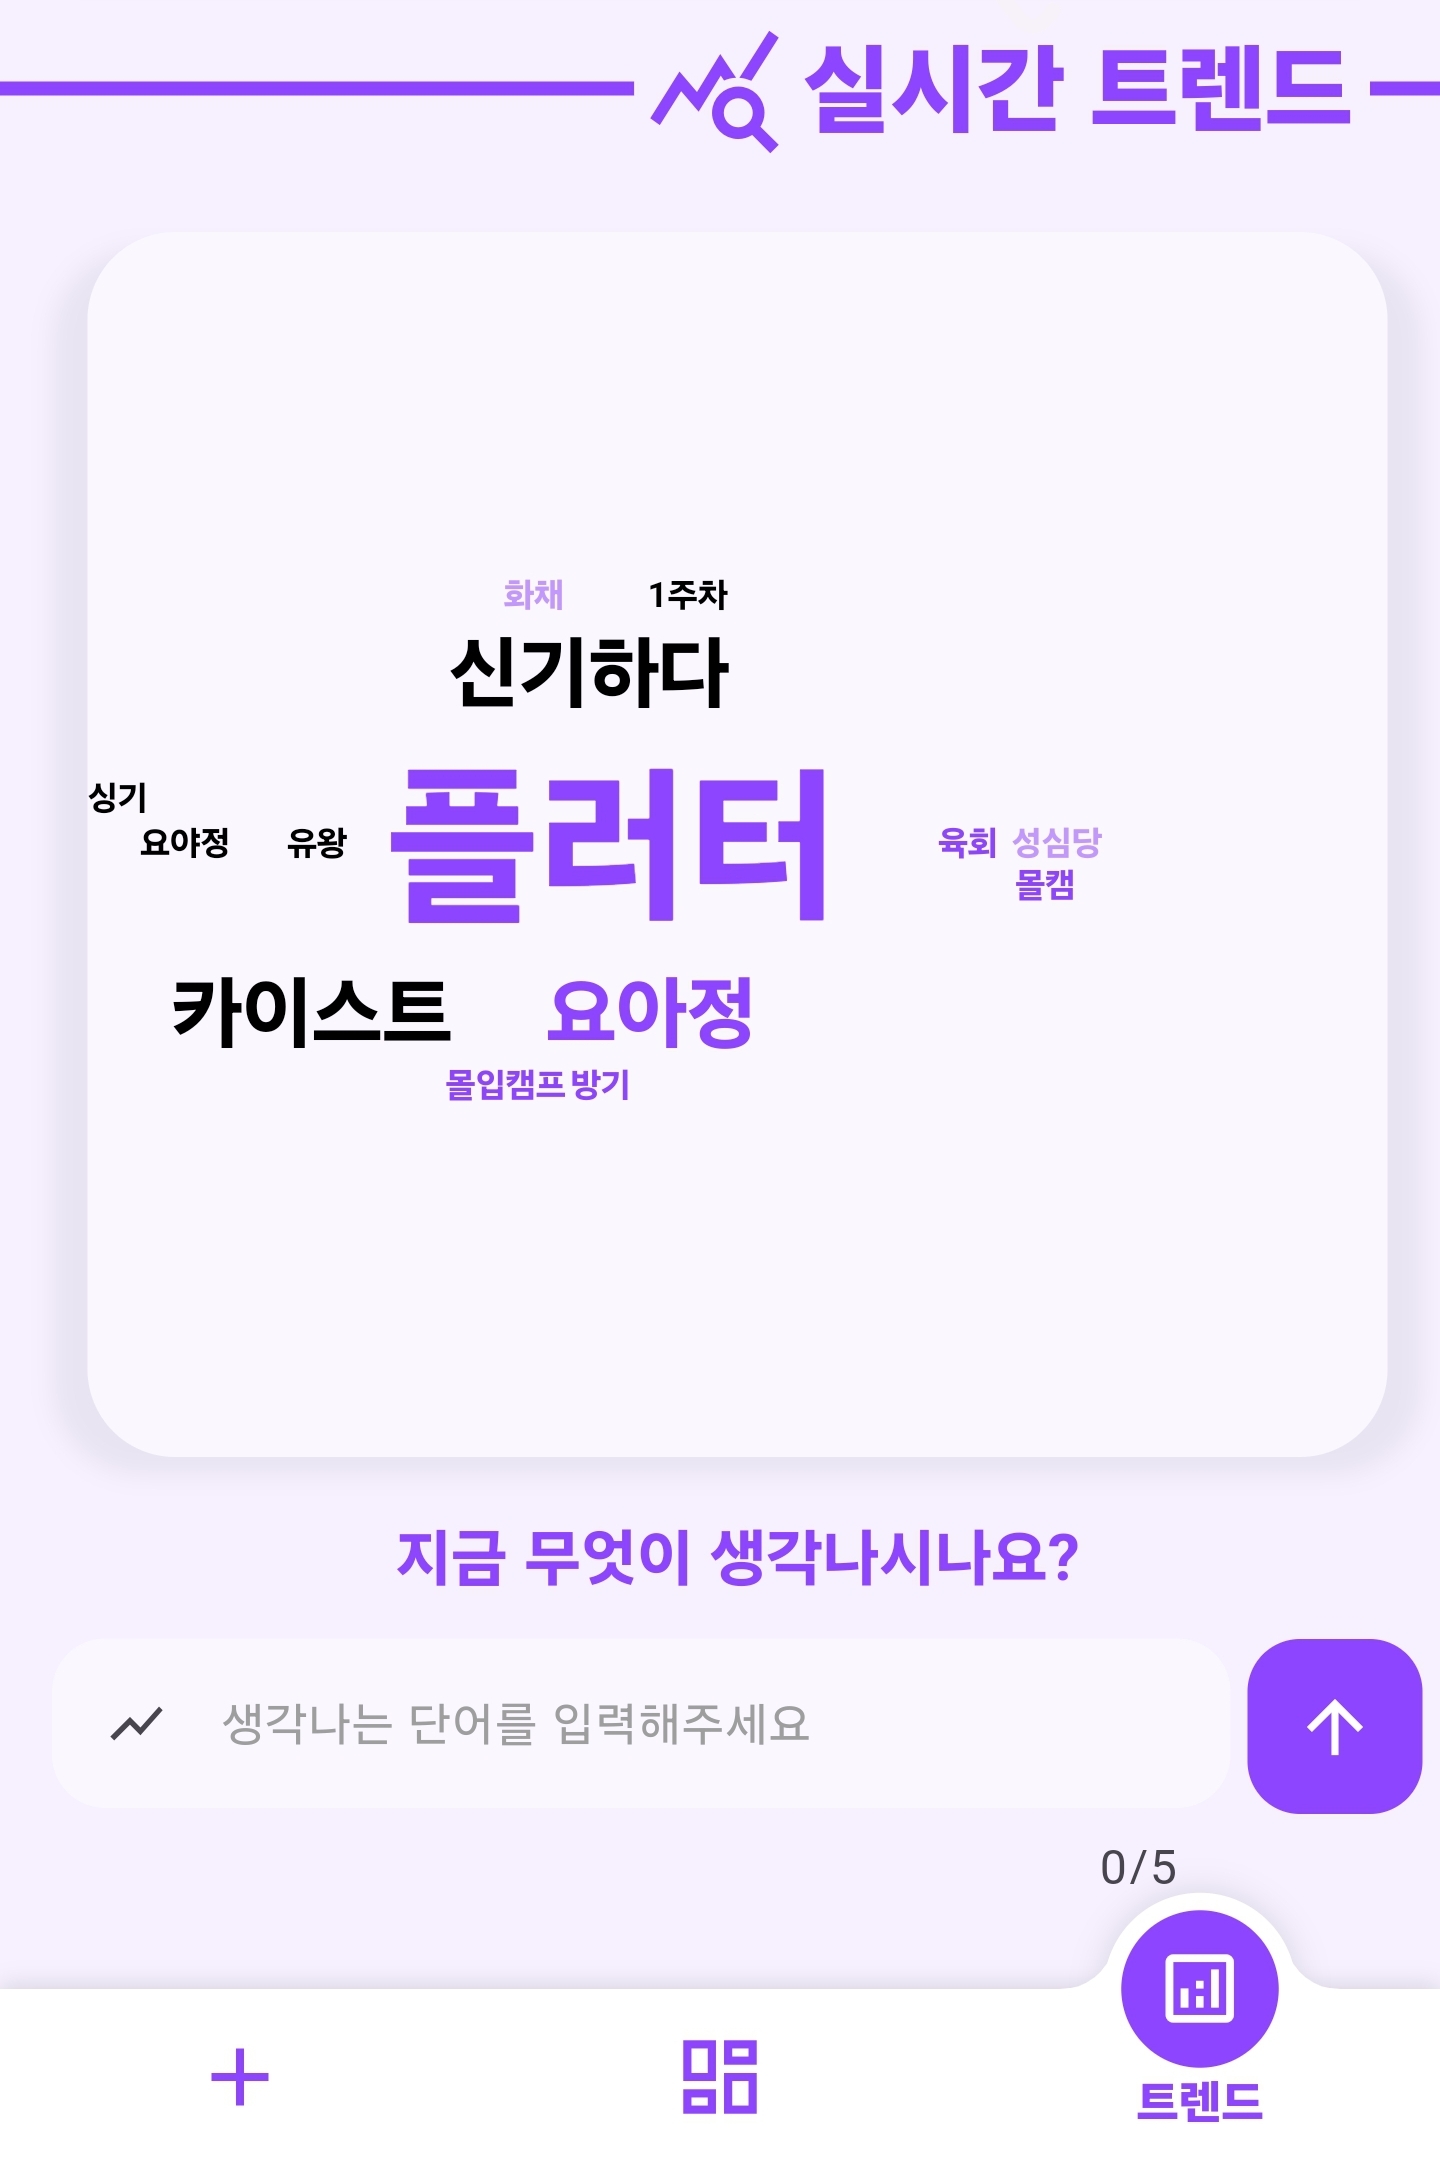 실시간 트렌드
화채 1주차
신기하다
싱기
요야정 유왕 플러터 육회 성심당
몰캠
카이스트 요아정
몰입캠프 방기
지금 무엇이 생각나시나요?
생각나는 단어를 입력해주세요
0/5
트렌드